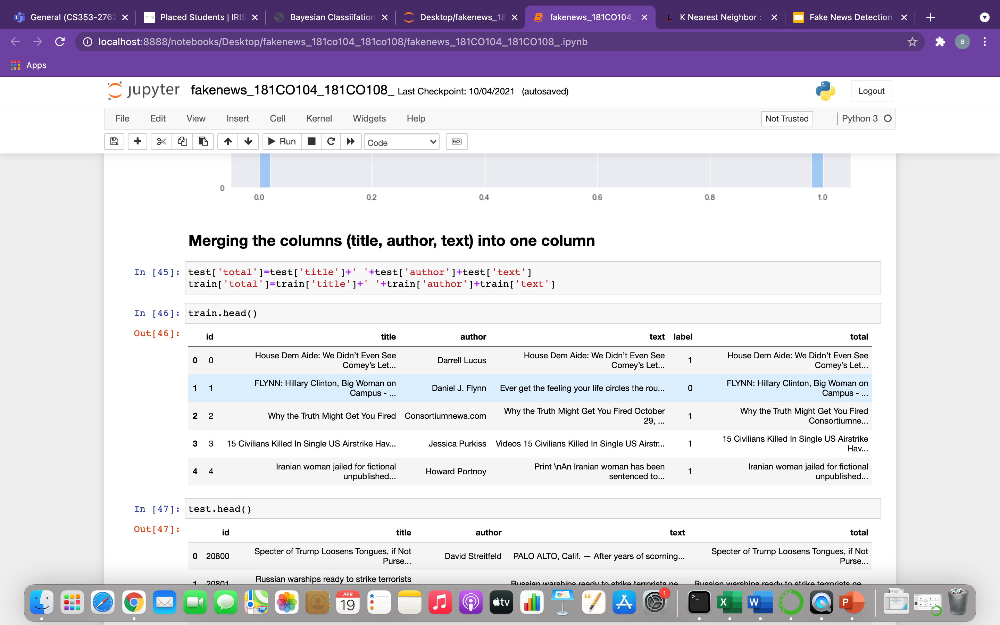 General (CS353-2762
Placed Students | IRIS
Bayesian Classiifation
Desktop/fakenews_18
fakenews_181CO104_
K Nearest Neighbor :
Fake News Detection
localhost:8888/notebooks/Desktop/fakenews_181co104_181co108/fakenews_181CO104_181CO108_.ipynb
a
Apps
jupyter fakenews_181CO104_181CO108_ Last Checkpoint: 10/04/2021 (autosaved)
Logout
File Edit View Insert Cell Kernel Widgets Help
Not Trusted
Python 3
Run
Code
0
0.0 0.2 0.4 0.6 0.8 1.0
Merging the columns (title, author, text) into one column
In [45]: test['total']=test['title']+' '+test['author']+test['text']
train['total']=train['title']+' '+train['author']+train['text']
In [46]: train.head()
Out[46]:
id title author text label total
0 0 House Dem Aide: We Didn’t Even See Comey’s Let... Darrell Lucus House Dem Aide: We Didn’t Even See Comey’s Let... 1 House Dem Aide: We Didn’t Even See Comey’s Let...
1 1 FLYNN: Hillary Clinton, Big Woman on Campus - ... Daniel J. Flynn Ever get the feeling your life circles the rou... 0 FLYNN: Hillary Clinton, Big Woman on Campus - ...
2 2 Why the Truth Might Get You Fired Consortiumnews.com Why the Truth Might Get You Fired October 29, ... 1 Why the Truth Might Get You Fired Consortiumne...
3 3 15 Civilians Killed In Single US Airstrike Hav... Jessica Purkiss Videos 15 Civilians Killed In Single US Airstr... 1 15 Civilians Killed In Single US Airstrike Hav...
4 4 Iranian woman jailed for fictional unpublished... Howard Portnoy Print \nAn Iranian woman has been sentenced to... 1 Iranian woman jailed for fictional unpublished...
In [47]: test.head()
Out[47]:
id title author text total
0 20800 Specter of Trump Loosens Tongues, if Not Purse... David Streitfeld PALO ALTO, Calif. — After years of scorning... Specter of Trump Loosens Tongues, if Not Purse...
1 20801 Russian warships ready to strike terrorists Russian warships ready to strike terrorists ne... Russian warships ready to strike terrorists ne...
280
APR
19
tv
1
>_
X
W
P